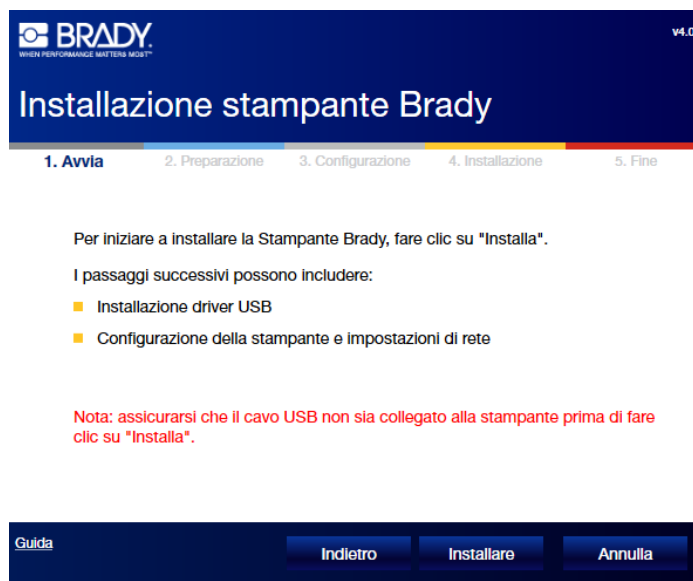 BRADY.
WHEN PERFORMANCE MATTERS MOST™
v4.0
Installazione stampante Brady
1. Avvia
2. Preparazione
3. Configurazione
4. Installazione
5. Fine
Per iniziare a installare la Stampante Brady, fare clic su "Installa".
I passaggi successivi possono includere:
Installazione driver USB
Configurazione della stampante e impostazioni di rete
Nota: assicurarsi che il cavo USB non sia collegato alla stampante prima di fare
clic su "Installa".
Guida
Indietro
Installare
Annulla